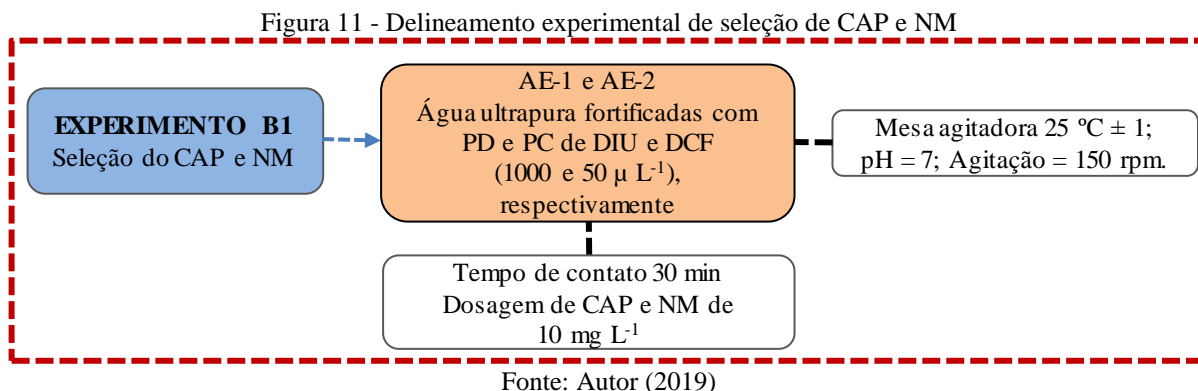 Figura 11 - Delineamento experimental de seleção de CAP e NM
EXPERIMENTO B1
Seleção do CAP e NM
AE-1 e AE-2
Água ultrapura fortificadas com
PD e PC de DIU e DCF
(1000 e 50 µ L⁻¹),
respectivamente
Mesa agitadora 25 ºC ± 1;
pH = 7; Agitação = 150 rpm.
Tempo de contato 30 min
Dosagem de CAP e NM de
10 mg L⁻¹
Fonte: Autor (2019)